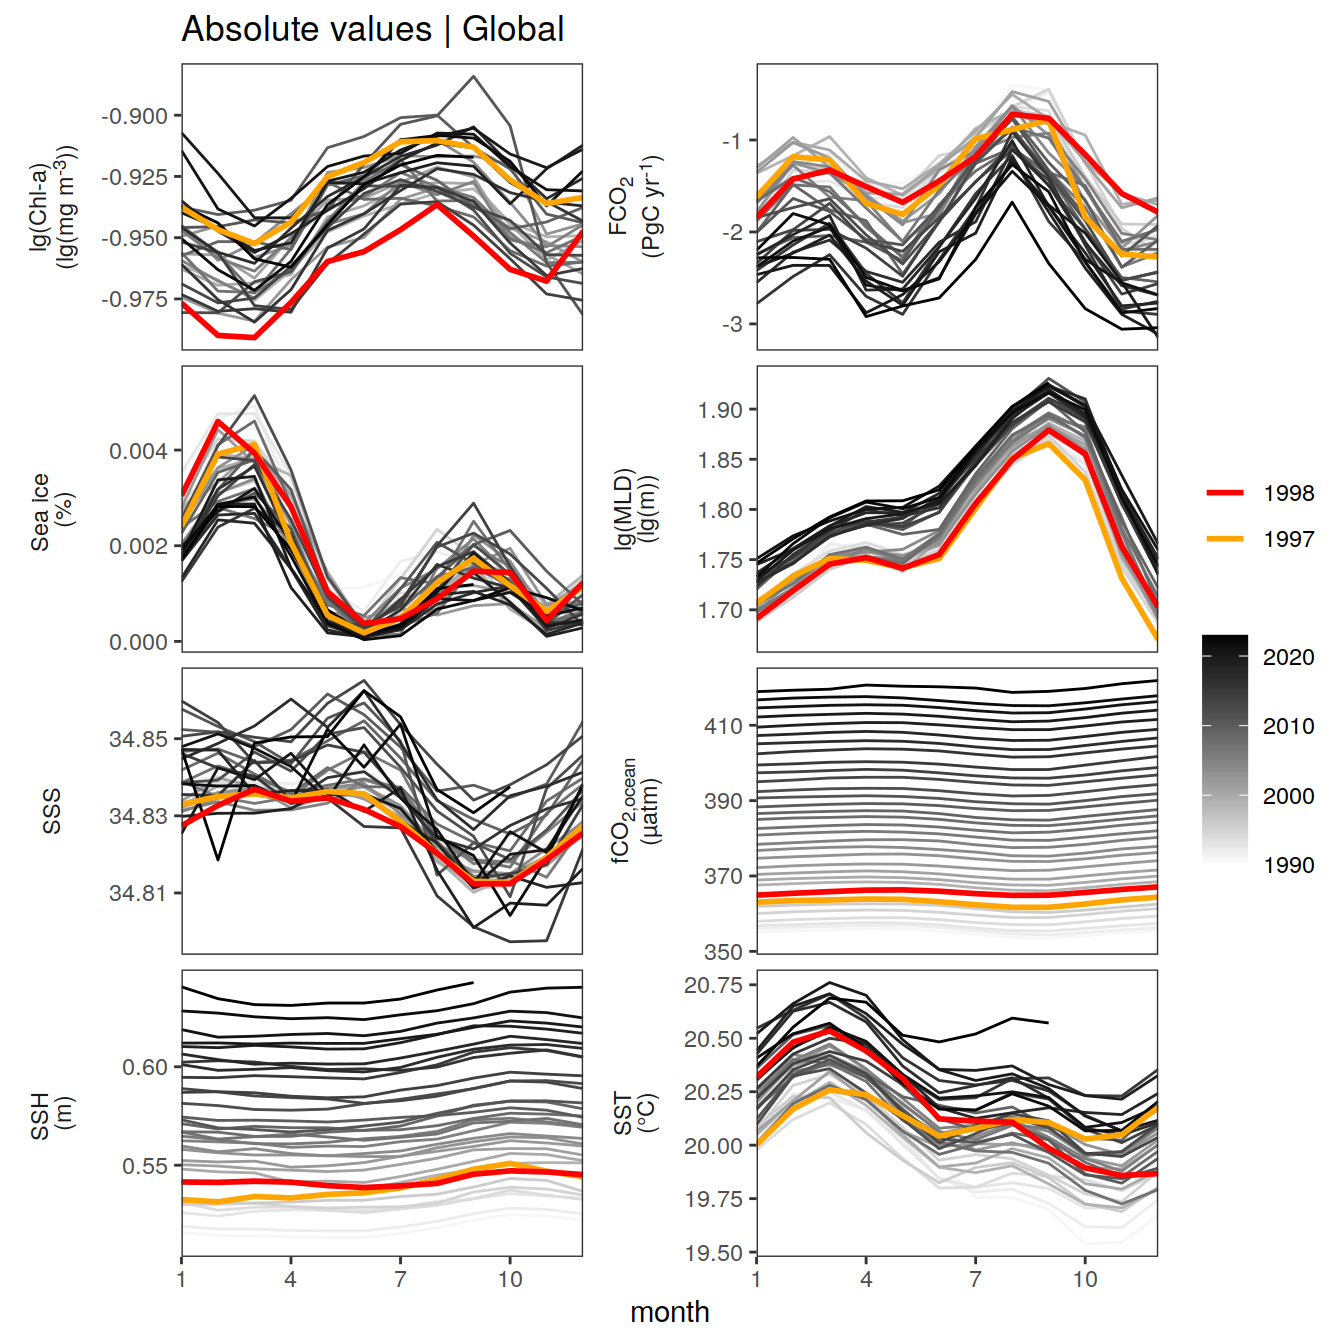 Absolute values | Global
lg(Chl-a)
(lg(mg m⁻³))
-0.900
-0.925
-0.950
-0.975
FCO₂
(PgC yr⁻¹)
-1
-2
-3
Sea Ice
(%)
0.004
0.002
0.000
lg(MLD)
(lg(m))
1.90
1.85
1.80
1.75
1.70
SSS
34.85
34.83
34.81
fCO2,ocean
(µatm)
410
390
370
350
SSH
(m)
0.60
0.55
1
4
7
10
SST
(°C)
20.75
20.50
20.25
20.00
19.75
19.50
1
4
7
10
month
1998
1997
2020
2010
2000
1990